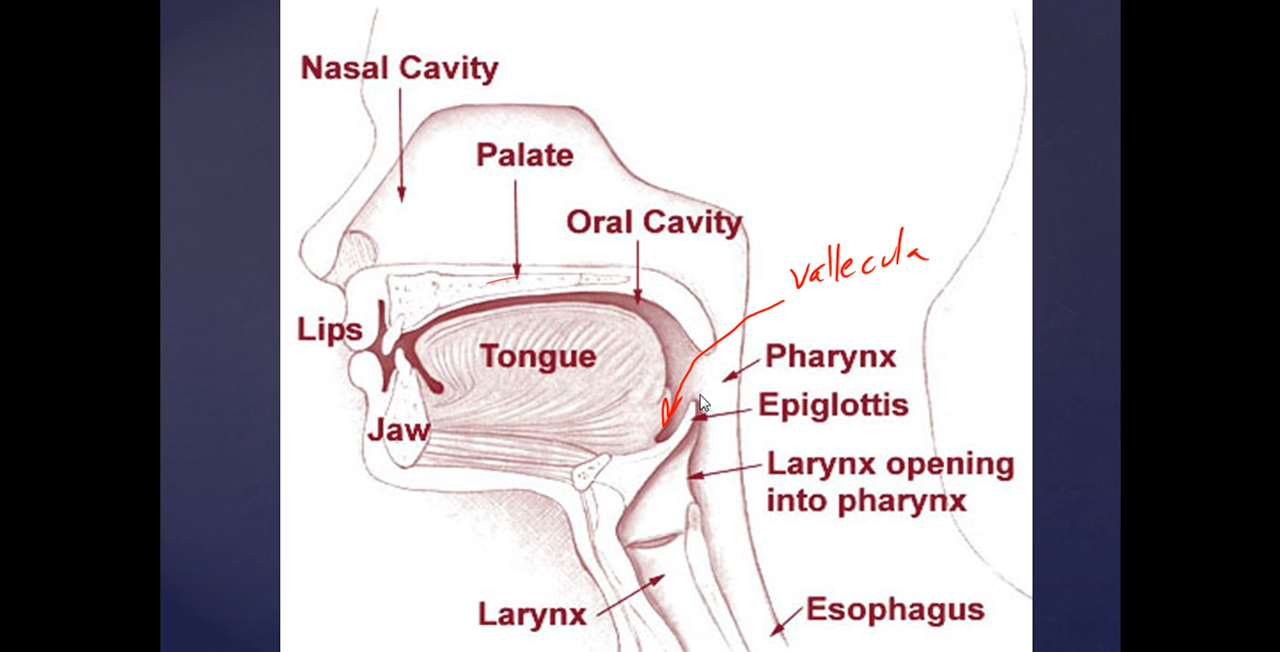 Nasal Cavity
Palate
Oral Cavity
vallecula
Lips
Tongue
Pharynx
Epiglottis
Jaw
Larynx opening
into pharynx
Larynx
Esophagus